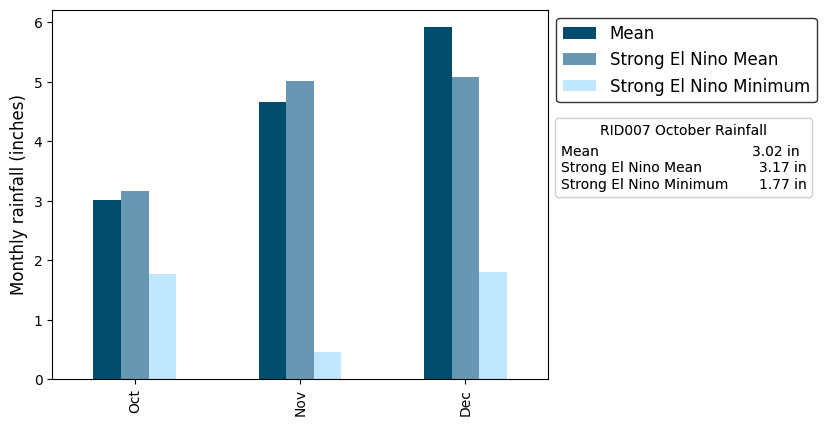 Monthly rainfall (inches)
6
5
4
3
2
1
0
Oct
Nov
Dec
Mean
Strong El Nino Mean
Strong El Nino Minimum
RID007 October Rainfall
Mean 3.02 in
Strong El Nino Mean 3.17 in
Strong El Nino Minimum 1.77 in